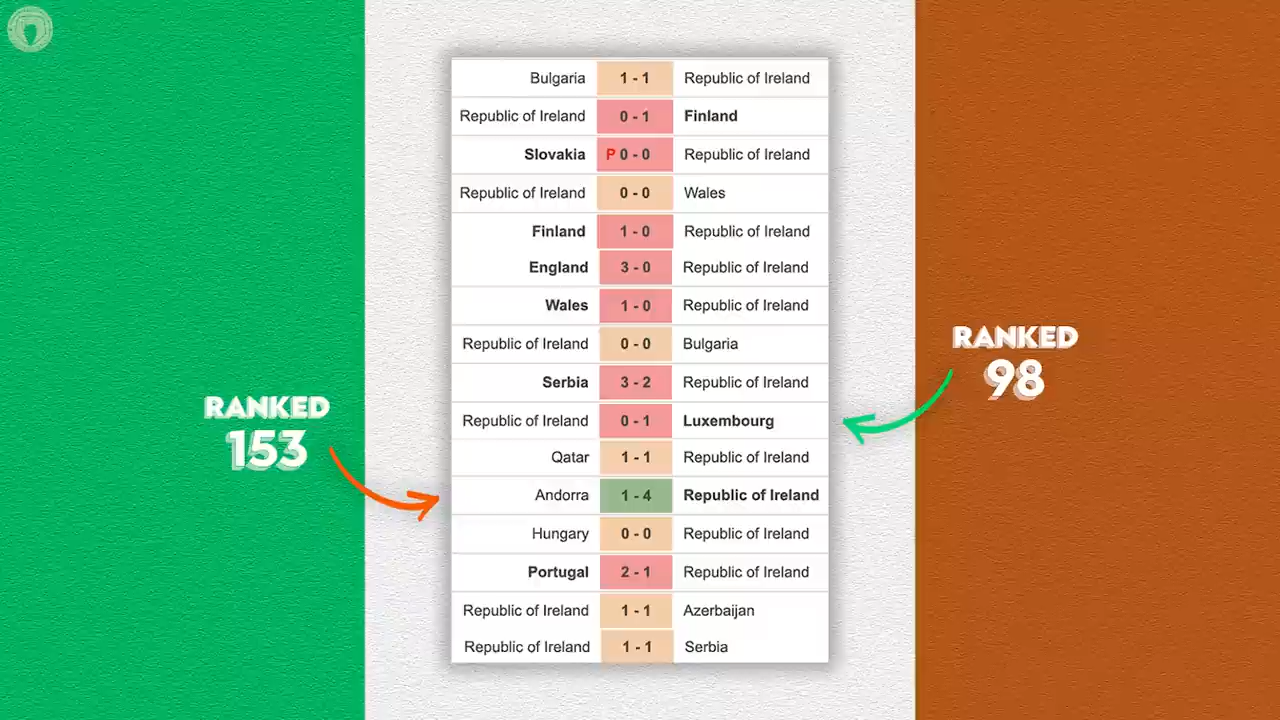 Bulgaria 1 - 1 Republic of Ireland
Republic of Ireland 0 - 1 Finland
Slovakia P 0 - 0 Republic of Ireland
Republic of Ireland 0 - 0 Wales
Finland 1 - 0 Republic of Ireland
England 3 - 0 Republic of Ireland
Wales 1 - 0 Republic of Ireland
Republic of Ireland 0 - 0 Bulgaria
Serbia 3 - 2 Republic of Ireland
Republic of Ireland 0 - 1 Luxembourg
Qatar 1 - 1 Republic of Ireland
Andorra 1 - 4 Republic of Ireland
Hungary 0 - 0 Republic of Ireland
Portugal 2 - 1 Republic of Ireland
Republic of Ireland 1 - 1 Azerbaijan
Republic of Ireland 1 - 1 Serbia
RANKED
153
RANKED
98